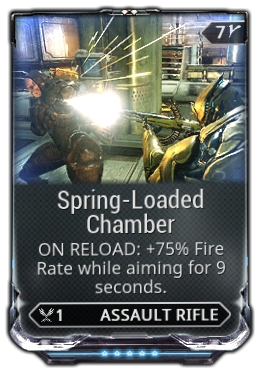 7
Spring-Loaded
Chamber
ON RELOAD: +75% Fire
Rate while aiming for 9
seconds.
1 ASSAULT RIFLE